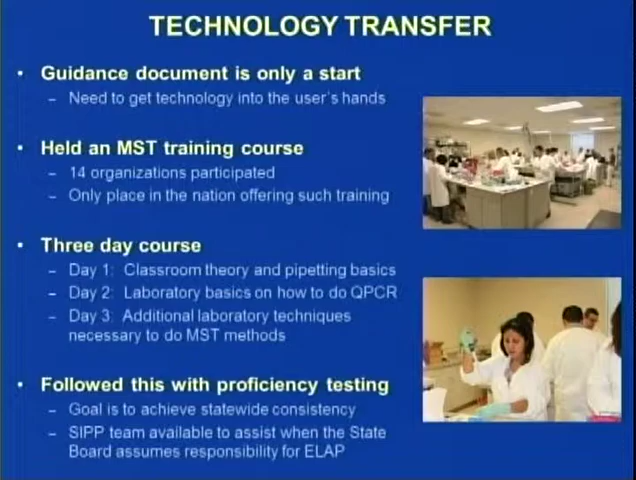 TECHNOLOGY TRANSFER
• Guidance document is only a start
– Need to get technology into the user's hands
• Held an MST training course
– 14 organizations participated
– Only place in the nation offering such training
• Three day course
– Day 1: Classroom theory and pipetting basics
– Day 2: Laboratory basics on how to do QPCR
– Day 3: Additional laboratory techniques
necessary to do MST methods
• Followed this with proficiency testing
– Goal is to achieve statewide consistency
– SIPP team available to assist when the State
Board assumes responsibility for ELAP